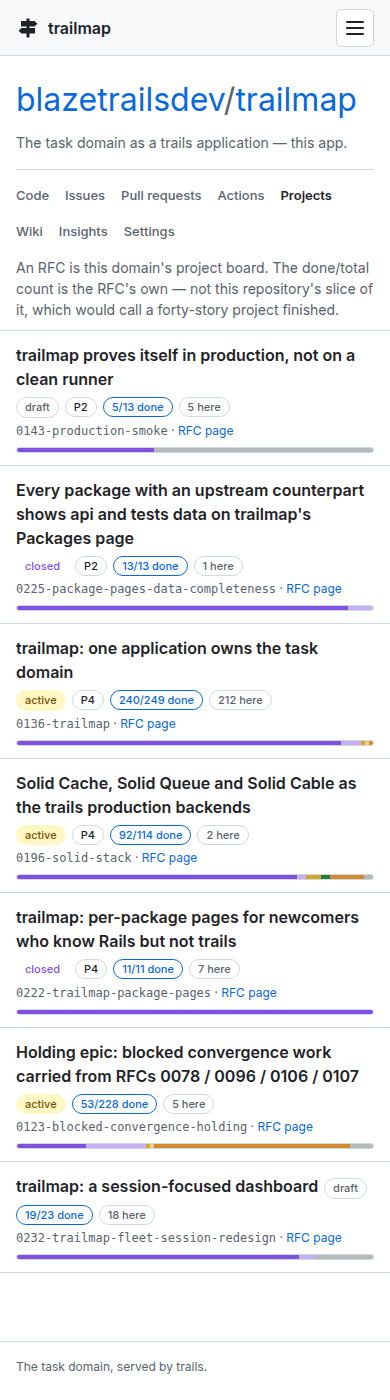 trailmap
blazetrailsdev/trailmap
The task domain as a trails application — this app.
Code Issues Pull requests Actions Projects
Wiki Insights Settings
An RFC is this domain's project board. The done/total
count is the RFC's own — not this repository's slice of
it, which would call a forty-story project finished.
trailmap proves itself in production, not on a
clean runner
draft P2 5/13 done 5 here
0143-production-smoke · RFC page
Every package with an upstream counterpart
shows api and tests data on trailmap's
Packages page
closed P2 13/13 done 1 here
0225-package-pages-data-completeness · RFC page
trailmap: one application owns the task
domain
active P4 240/249 done 212 here
0136-trailmap · RFC page
Solid Cache, Solid Queue and Solid Cable as
the trails production backends
active P4 92/114 done 2 here
0196-solid-stack · RFC page
trailmap: per-package pages for newcomers
who know Rails but not trails
closed P4 11/11 done 7 here
0222-trailmap-package-pages · RFC page
Holding epic: blocked convergence work
carried from RFCs 0078 / 0096 / 0106 / 0107
active 53/228 done 5 here
0123-blocked-convergence-holding · RFC page
trailmap: a session-focused dashboard draft
19/23 done 18 here
0232-trailmap-fleet-session-redesign · RFC page
The task domain, served by trails.